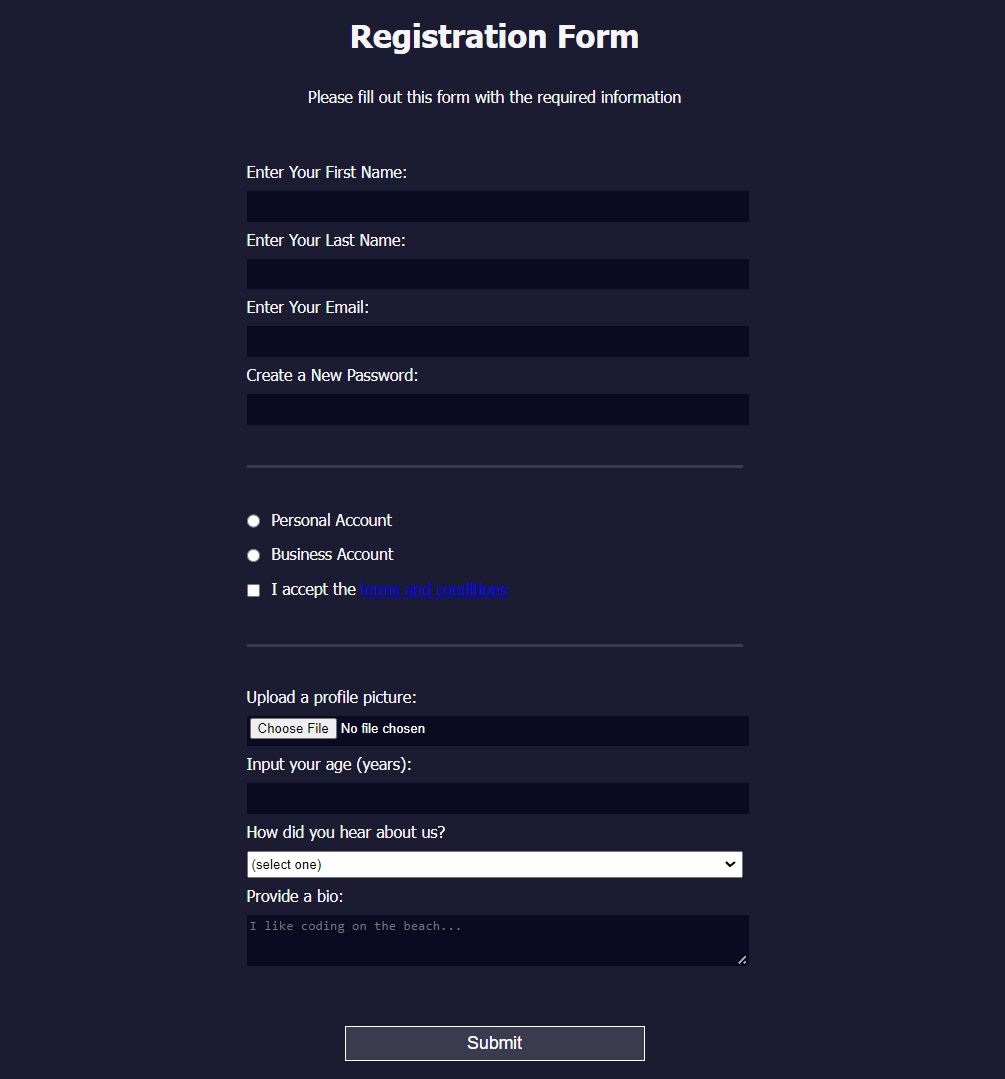 Registration Form
Please fill out this form with the required information
Enter Your First Name:
Enter Your Last Name:
Enter Your Email:
Create a New Password:
Personal Account
Business Account
I accept the terms and conditions
Upload a profile picture:
Choose File No file chosen
Input your age (years):
How did you hear about us?
(select one)
Provide a bio:
I like coding on the beach...
Submit